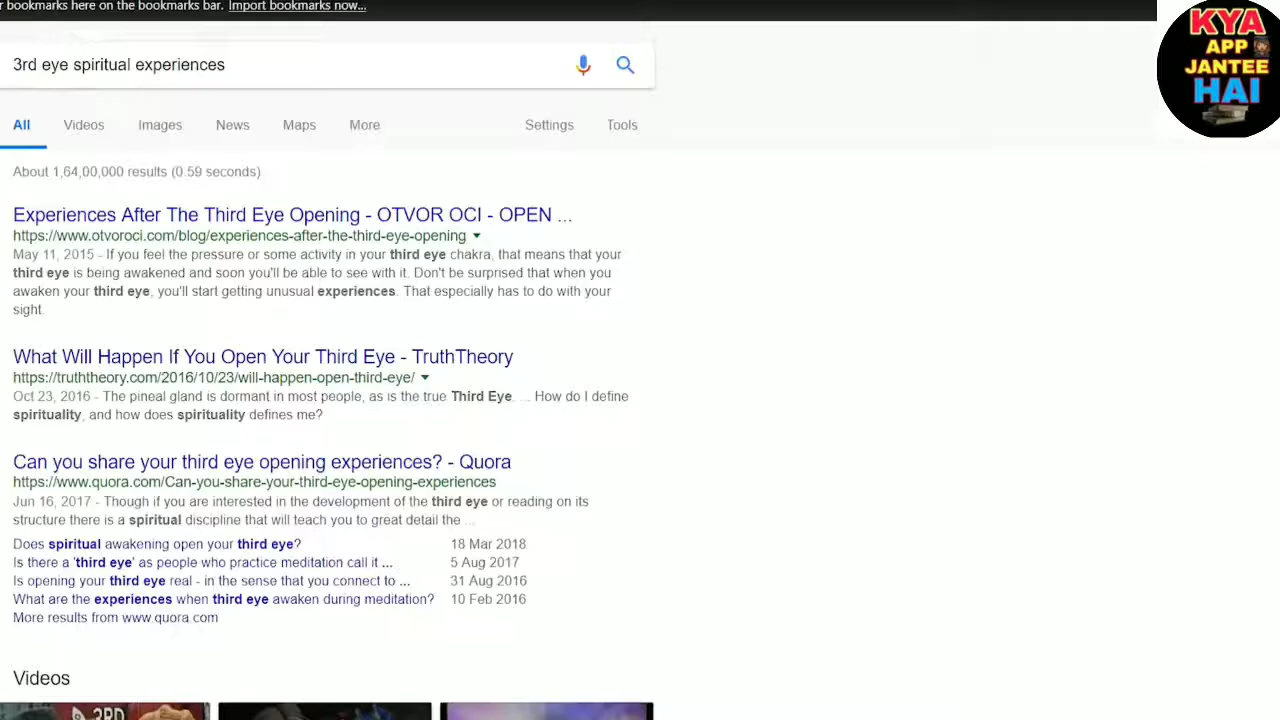 r bookmarks here on the bookmarks bar. Import bookmarks now...
KYA
APP
JANTEE
HAI
3rd eye spiritual experiences
All Videos Images News Maps More Settings Tools
About 1,64,00,000 results (0.59 seconds)
Experiences After The Third Eye Opening - OTVOR OCI - OPEN ...
https://www.otvoroci.com/blog/experiences-after-the-third-eye-opening
May 11, 2015 - If you feel the pressure or some activity in your third eye chakra, that means that your
third eye is being awakened and soon you'll be able to see with it. Don't be surprised that when you
awaken your third eye, you'll start getting unusual experiences. That especially has to do with your
sight.
What Will Happen If You Open Your Third Eye - TruthTheory
https://truththeory.com/2016/10/23/will-happen-open-third-eye/
Oct 23, 2016 - The pineal gland is dormant in most people, as is the true Third Eye. ... How do I define
spirituality, and how does spirituality defines me?
Can you share your third eye opening experiences? - Quora
https://www.quora.com/Can-you-share-your-third-eye-opening-experiences
Jun 16, 2017 - Though if you are interested in the development of the third eye or reading on its
structure there is a spiritual discipline that will teach you to great detail the ...
Does spiritual awakening open your third eye? 18 Mar 2018
Is there a 'third eye' as people who practice meditation call it ... 5 Aug 2017
Is opening your third eye real - in the sense that you connect to ... 31 Aug 2016
What are the experiences when third eye awaken during meditation? 10 Feb 2016
More results from www.quora.com
Videos
3RD